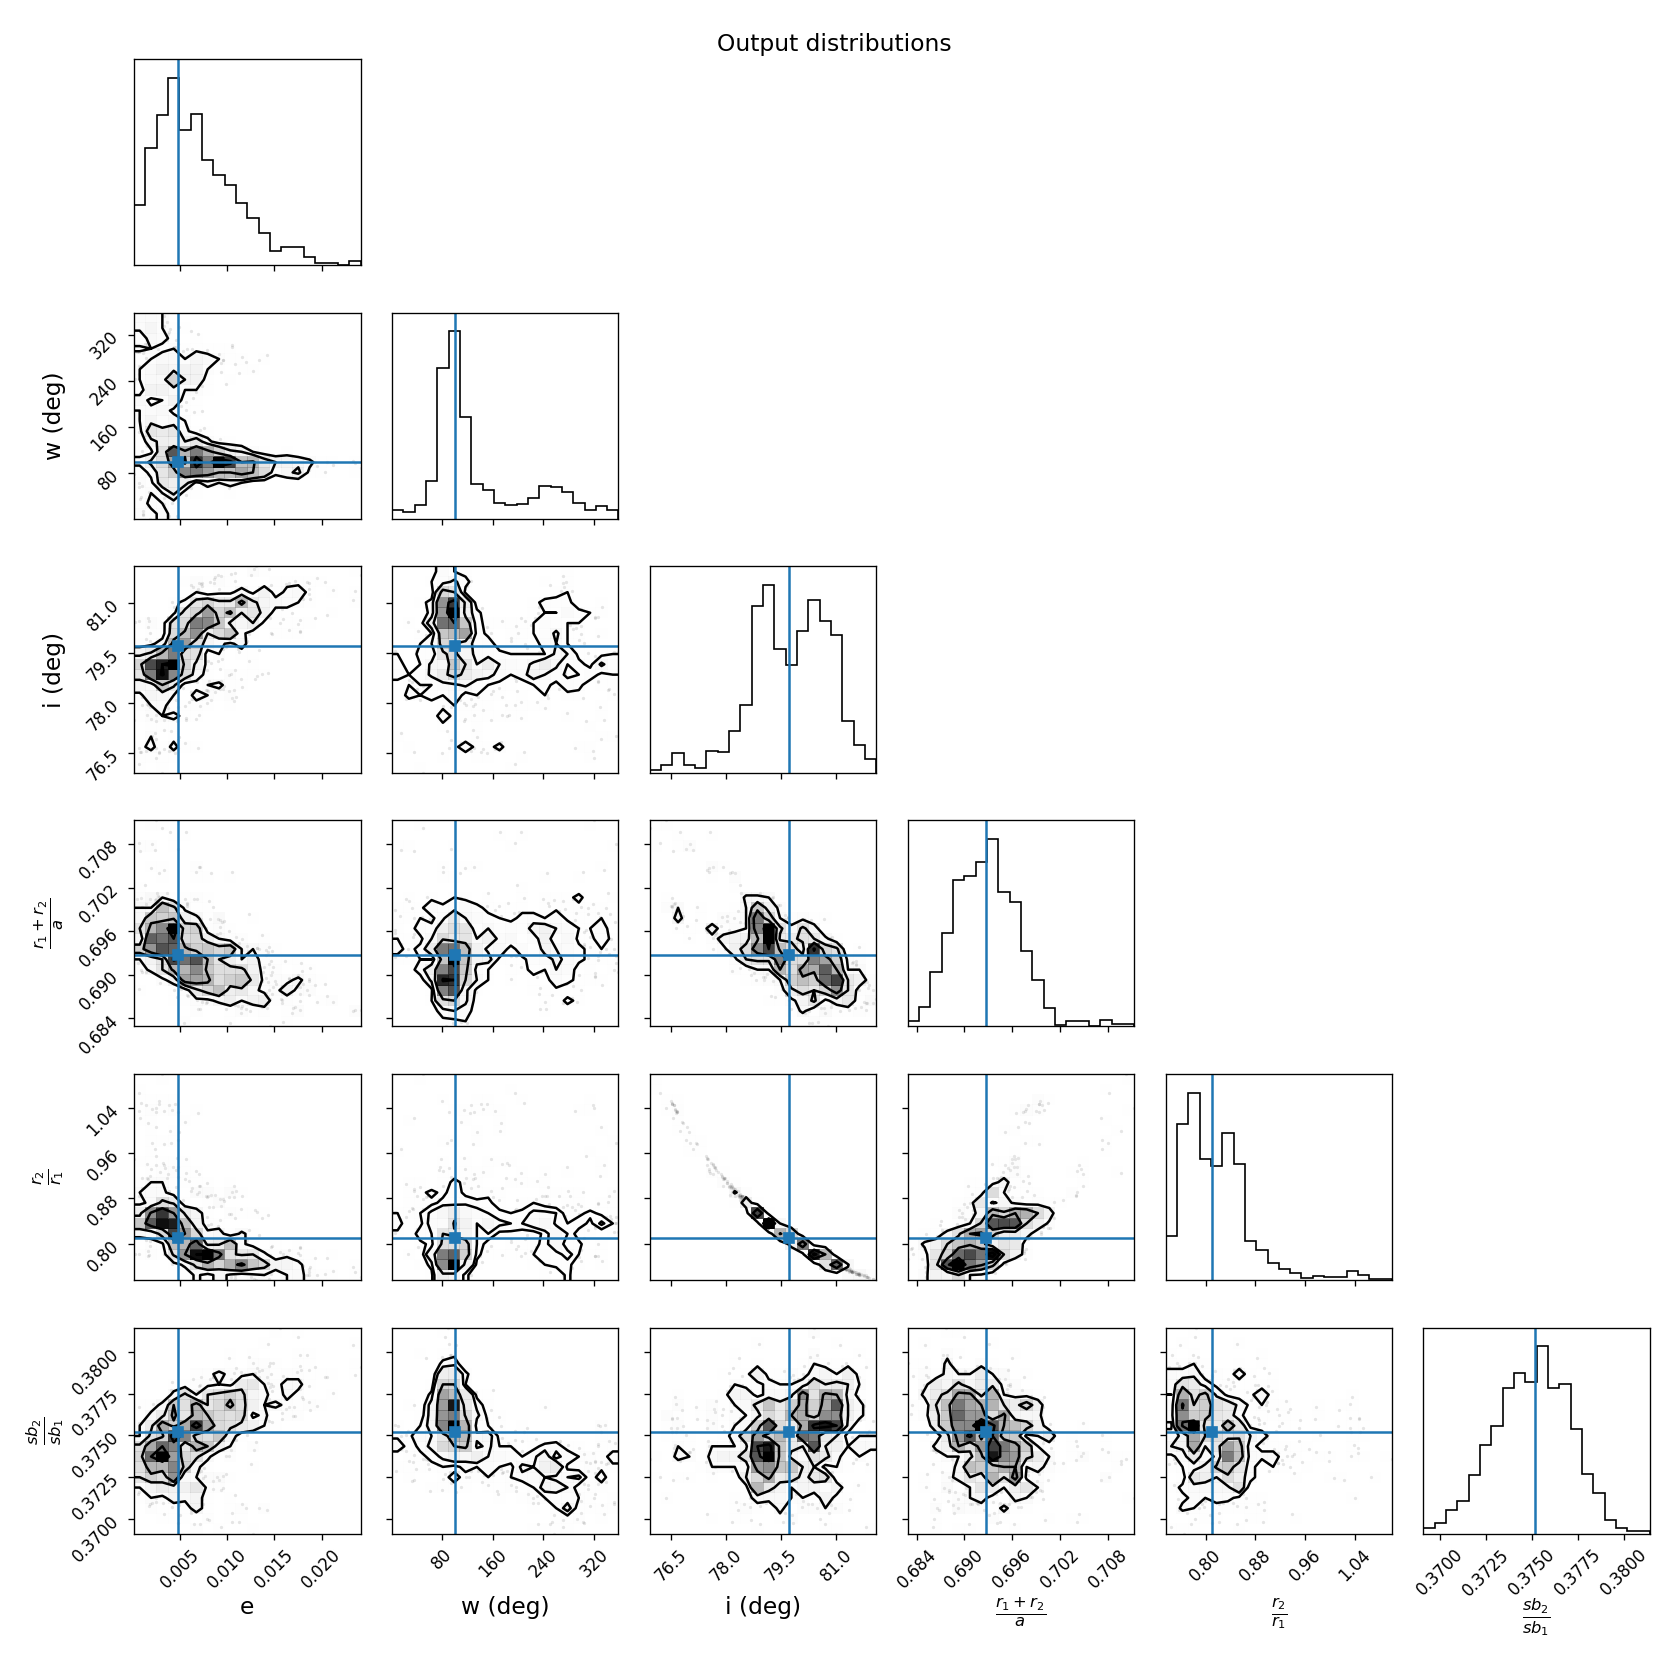 Output distributions
w (deg)
320
240
160
80
i (deg)
81.0
79.5
78.0
76.5
r₁ + r₂
a
0.708
0.702
0.696
0.690
0.684
r₂
r₁
1.04
0.96
0.88
0.80
sb₂
sb₁
0.3800
0.3775
0.3750
0.3725
0.3700
0.005 0.010 0.015 0.020
80 160 240 320
76.5 78.0 79.5 81.0
0.684 0.690 0.696 0.702 0.708
0.80 0.88 0.96 1.04
0.3700 0.3725 0.3750 0.3775 0.3800
e
w (deg)
i (deg)
r₁ + r₂
a
r₂
r₁
sb₂
sb₁